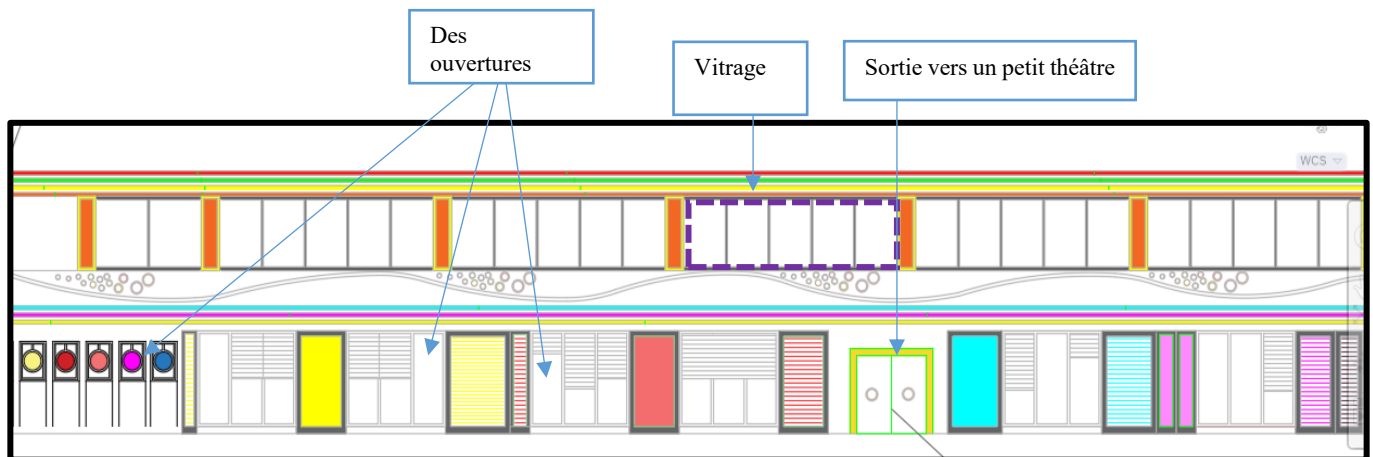 Des
ouvertures
Vitrage
Sortie vers un petit théâtre
WCS